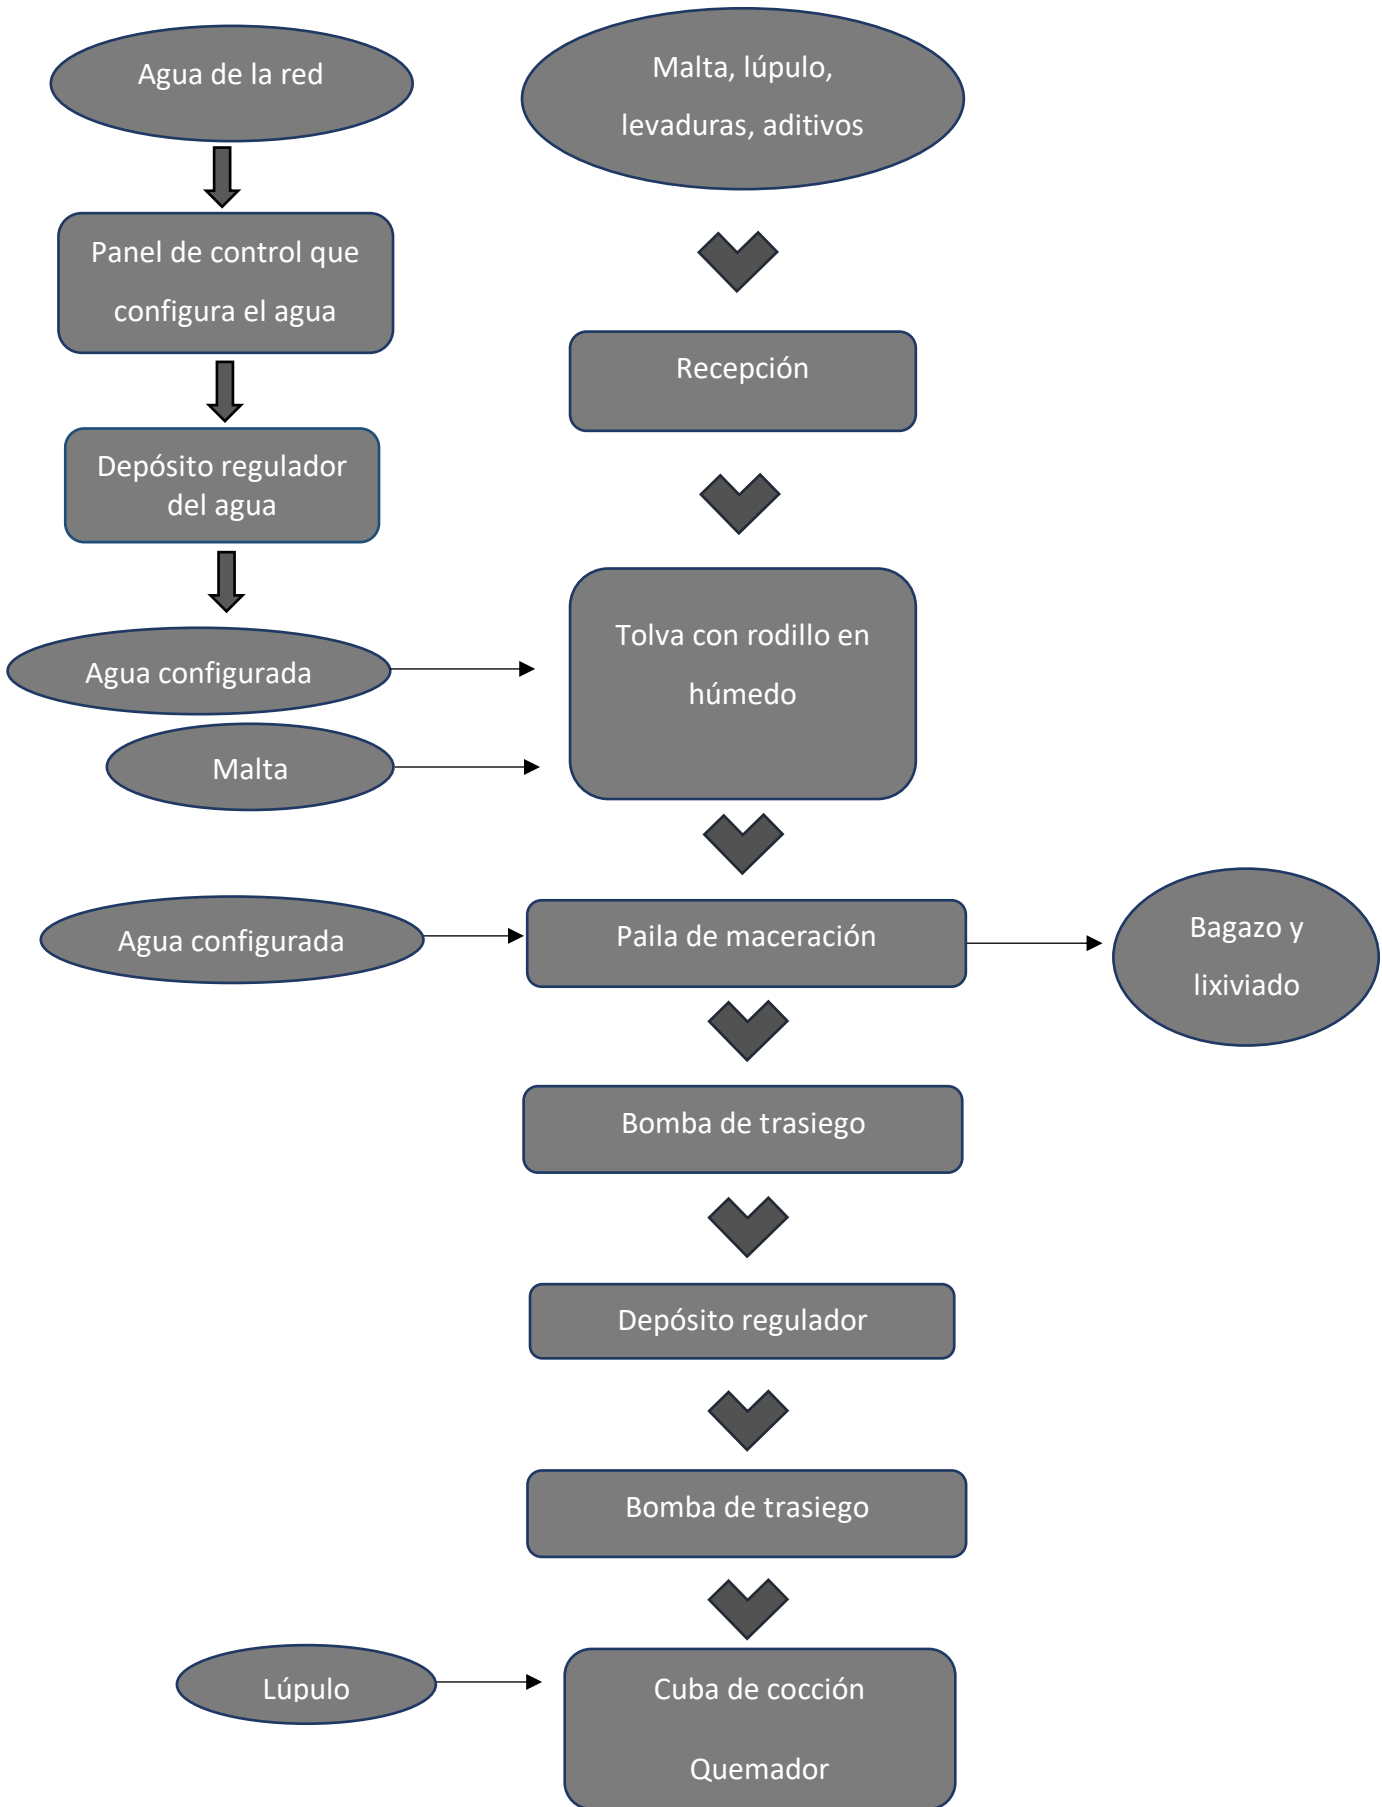 Agua de la red
Malta, lúpulo,
levaduras, aditivos
Panel de control que
configura el agua
Recepción
Depósito regulador
del agua
Tolva con rodillo en
húmedo
Agua configurada
Malta
Agua configurada
Paila de maceración
Bagazo y
lixiviado
Bomba de trasiego
Depósito regulador
Bomba de trasiego
Lúpulo
Cuba de cocción
Quemador